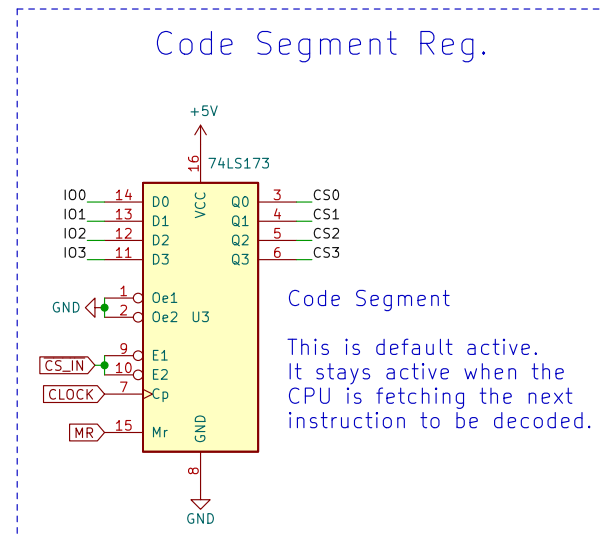 Code Segment Reg.
+5V
16
74LS173
VCC
IO0 14 D0 Q0 3 CS0
IO1 13 D1 Q1 4 CS1
IO2 12 D2 Q2 5 CS2
IO3 11 D3 Q3 6 CS3
1 Oe1
GND 2 Oe2 U3
Code Segment
9 E1
CS_IN 10 E2
CLOCK 7 Cp
MR 15 Mr
GND
8
GND
This is default active.
It stays active when the
CPU is fetching the next
instruction to be decoded.